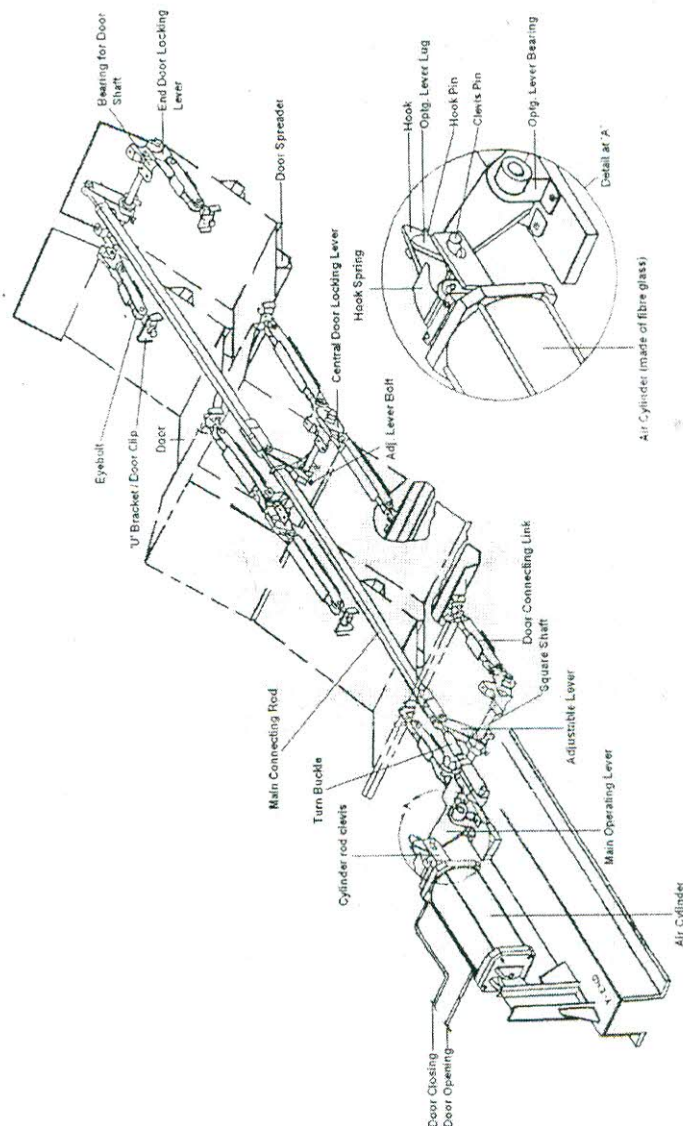 Bearing for Door
Shaft
End Door Locking
Lever
Door Spreader
Eyebolt
'U' Bracket / Door Clip
Door
Central Door Locking Lever
Adj. Lever Bolt
Main Connecting Rod
Turn Buckle
Cylinder rod clevis
Door Connecting Link
Square Shaft
Adjustable Lever
Main Operating Lever
Air Cylinder
Door Closing
Door Opening
A
Hook
Optg. Lever Lug
Hook Pin
Clevis Pin
Optg. Lever Bearing
Hook Spring
Detail at 'A'
Air Cylinder (made of fibre glass)